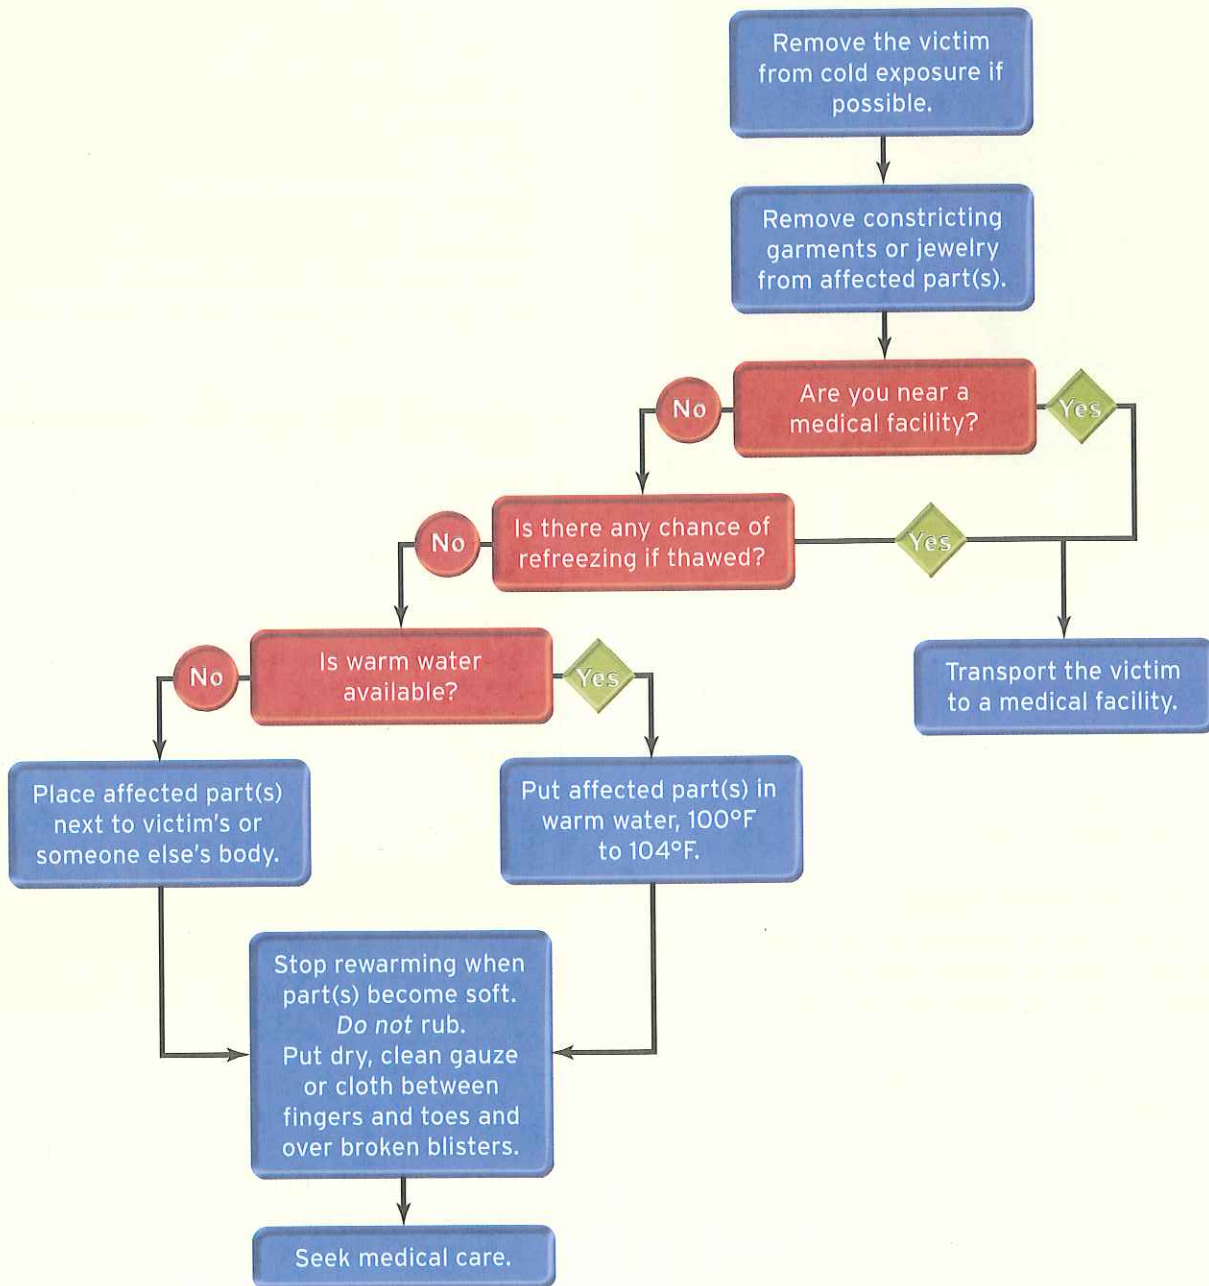 Remove the victim
from cold exposure if
possible.
Remove constricting
garments or jewelry
from affected part(s).
Are you near a
medical facility?
No
Yes
Is there any chance of
refreezing if thawed?
No
Yes
Is warm water
available?
No
Yes
Transport the victim
to a medical facility.
Place affected part(s)
next to victim's or
someone else's body.
Put affected part(s) in
warm water, 100°F
to 104°F.
Stop rewarming when
part(s) become soft.
Do not rub.
Put dry, clean gauze
or cloth between
fingers and toes and
over broken blisters.
Seek medical care.